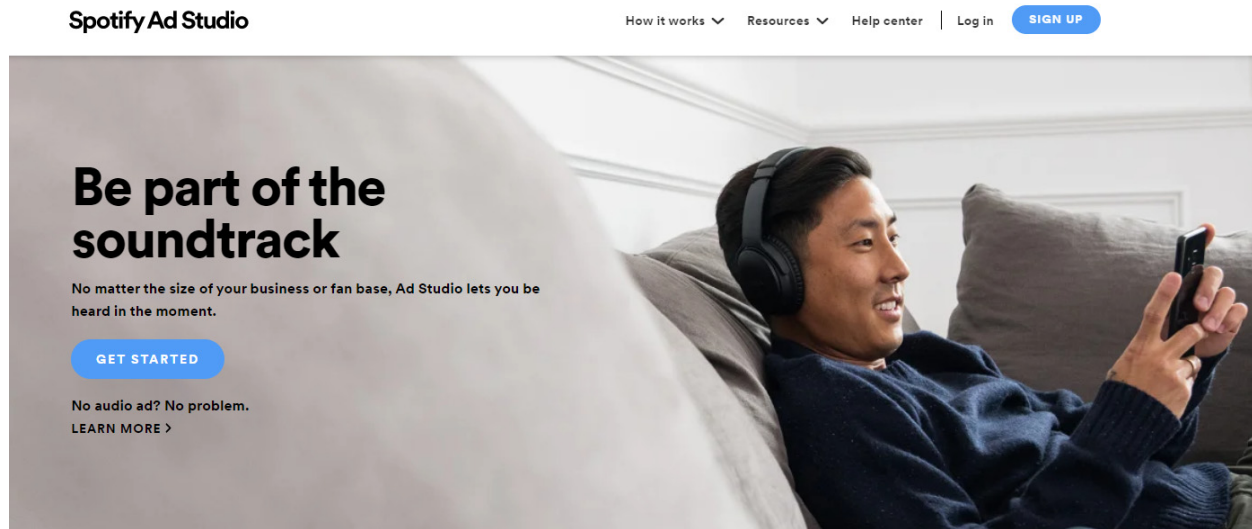 Spotify Ad Studio
How it works
Resources
Help center
Log in
SIGN UP
Be part of the
soundtrack
No matter the size of your business or fan base, Ad Studio lets you be
heard in the moment.
GET STARTED
No audio ad? No problem.
LEARN MORE >